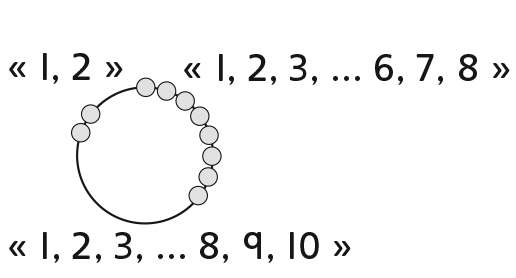 « 1, 2 »
« 1, 2, 3, ... 6, 7, 8 »
« 1, 2, 3, ... 8, 9, 10 »